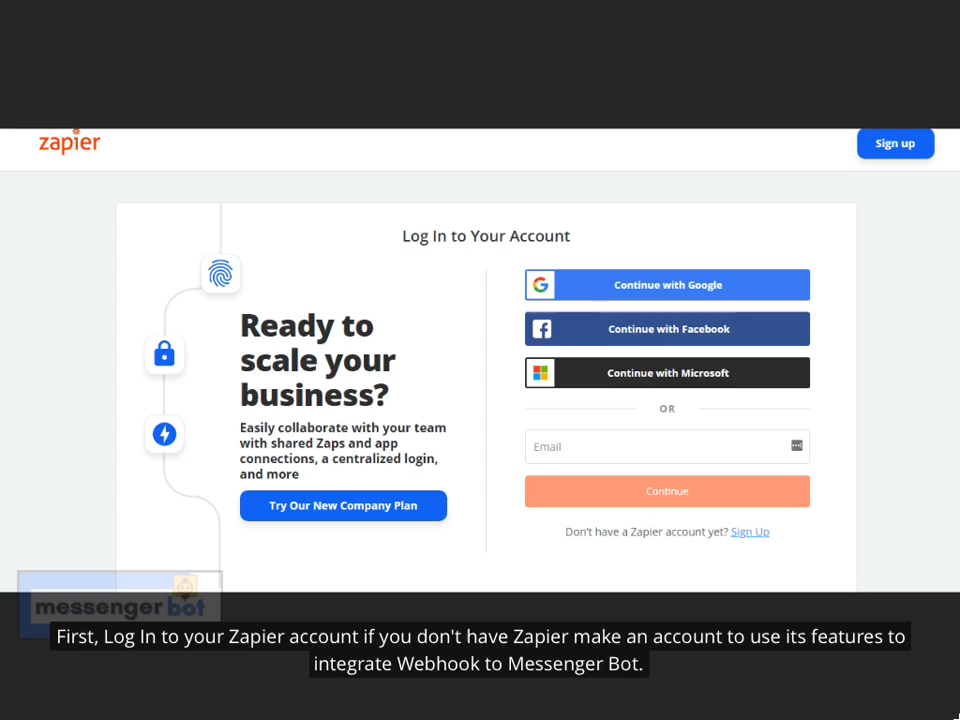 zapier
Sign up
Log In to Your Account
Ready to
scale your
business?
Easily collaborate with your team
with shared Zaps and app
connections, a centralized login,
and more
Try Our New Company Plan
Continue with Google
Continue with Facebook
Continue with Microsoft
OR
Email
Continue
Don't have a Zapier account yet? Sign Up
messenger bot
First, Log In to your Zapier account if you don't have Zapier make an account to use its features to
integrate Webhook to Messenger Bot.